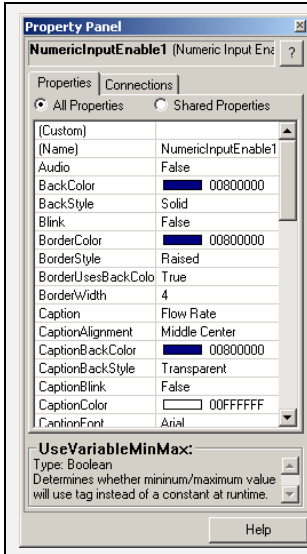 Property Panel
NumericInputEnable1 (Numeric Input Ena
?
Properties Connections
All Properties Shared Properties
(Custom)
(Name) NumericInputEnable1
Audio False
BackColor 00800000
BackStyle Solid
Blink False
BorderColor 00800000
BorderStyle Raised
BorderUsesBackColo True
BorderWidth 4
Caption Flow Rate
CaptionAlignment Middle Center
CaptionBackColor 00800000
CaptionBackStyle Transparent
CaptionBlink False
CaptionColor 00FFFFFF
CaptionFont Arial
UseVariableMinMax:
Type: Boolean
Determines whether mininum/maximum value
will use tag instead of a constant at runtime.
Help